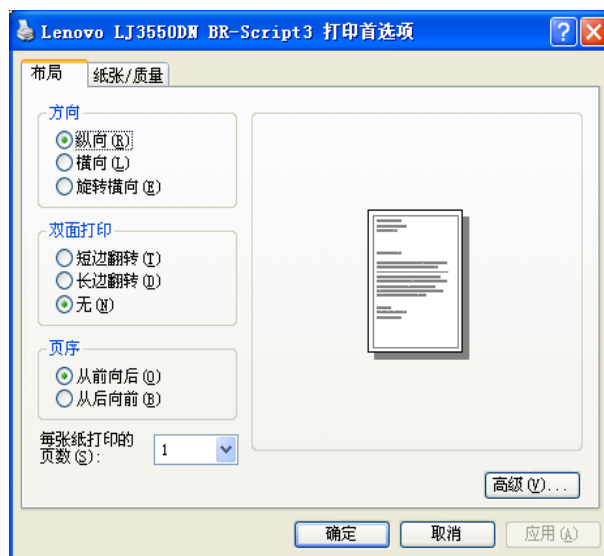 Lenovo LJ3550DN BR-Script3 打印首选项
布局 纸张/质量
方向
纵向(R)
横向(L)
旋转横向(E)
双面打印
短边翻转(T)
长边翻转(D)
无(N)
页序
从前向后(O)
从后向前(B)
每张纸打印的
页数(S):
1
高级(V)...
确定 取消 应用(A)